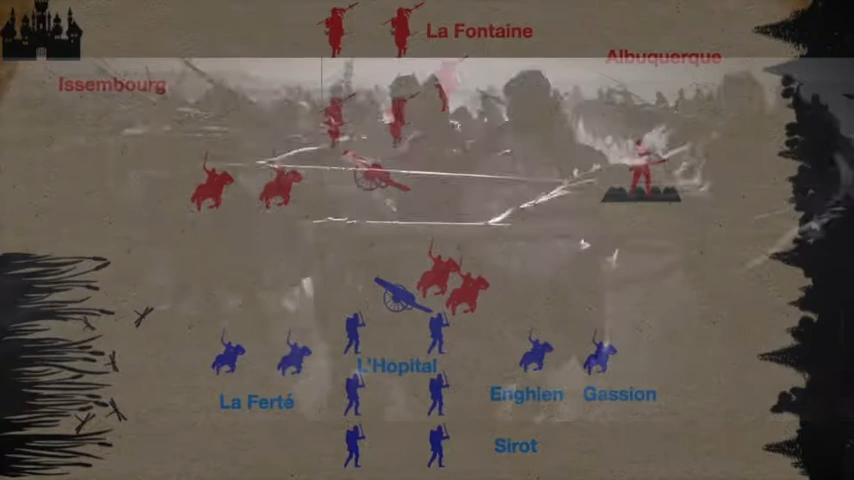 La Fontaine
Albuquerque
Issembourg
L'Hopital
La Ferté
Enghien
Gassion
Sirot